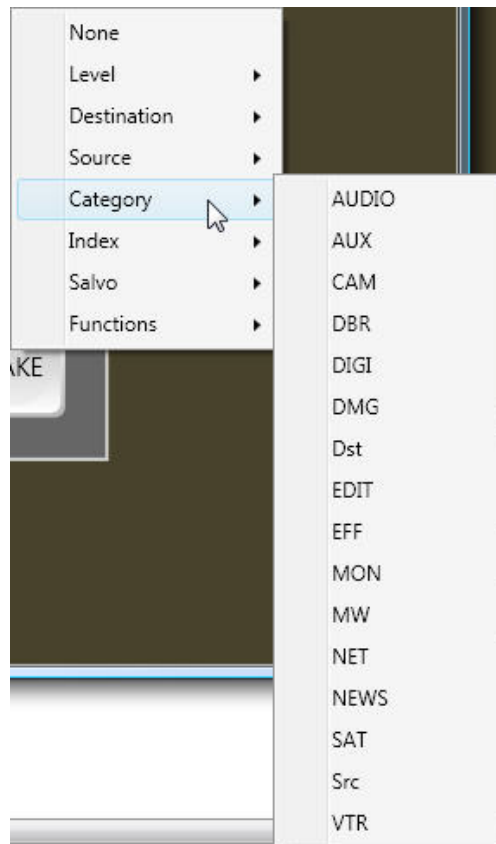 None
Level
Destination
Source
Category
Index
Salvo
Functions
AUDIO
AUX
CAM
DBR
DIGI
DMG
Dst
EDIT
EFF
MON
MW
NET
NEWS
SAT
Src
VTR
AKE